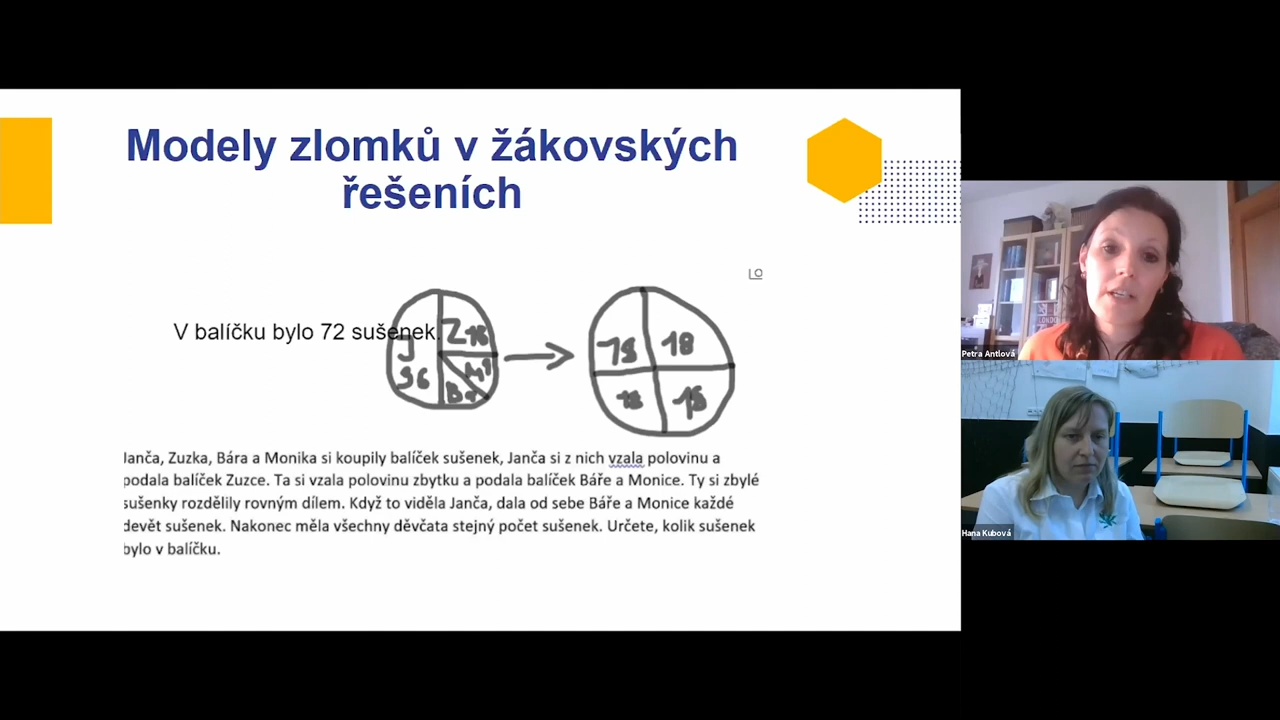 Modely zlomků v žákovských
řešeních
V balíčku bylo 72 sušenek.
J
36
Z 18
M 9
B 9
18
18
18
18
Janča, Zuzka, Bára a Monika si koupily balíček sušenek, Janča si z nich vzala polovinu a
podala balíček Zuzce. Ta si vzala polovinu zbytku a podala balíček Báře a Monice. Ty si zbylé
sušenky rozdělily rovným dílem. Když to viděla Janča, dala od sebe Báře a Monice každé
devět sušenek. Nakonec měla všechny děvčata stejný počet sušenek. Určete, kolik sušenek
bylo v balíčku.
LONDON
Petra Antlová
Hana Kubová